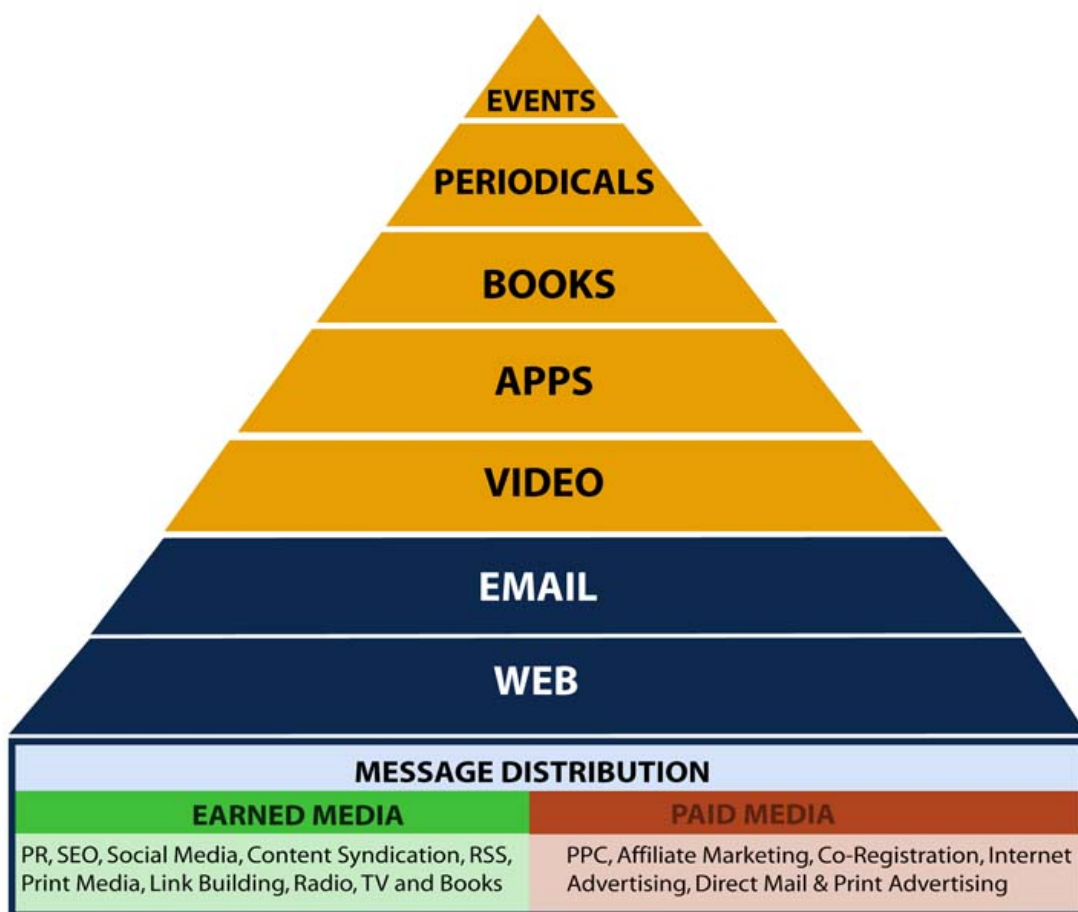 EVENTS
PERIODICALS
BOOKS
APPS
VIDEO
EMAIL
WEB
MESSAGE DISTRIBUTION
EARNED MEDIA
PAID MEDIA
PR, SEO, Social Media, Content Syndication, RSS,
Print Media, Link Building, Radio, TV and Books
PPC, Affiliate Marketing, Co-Registration, Internet
Advertising, Direct Mail & Print Advertising